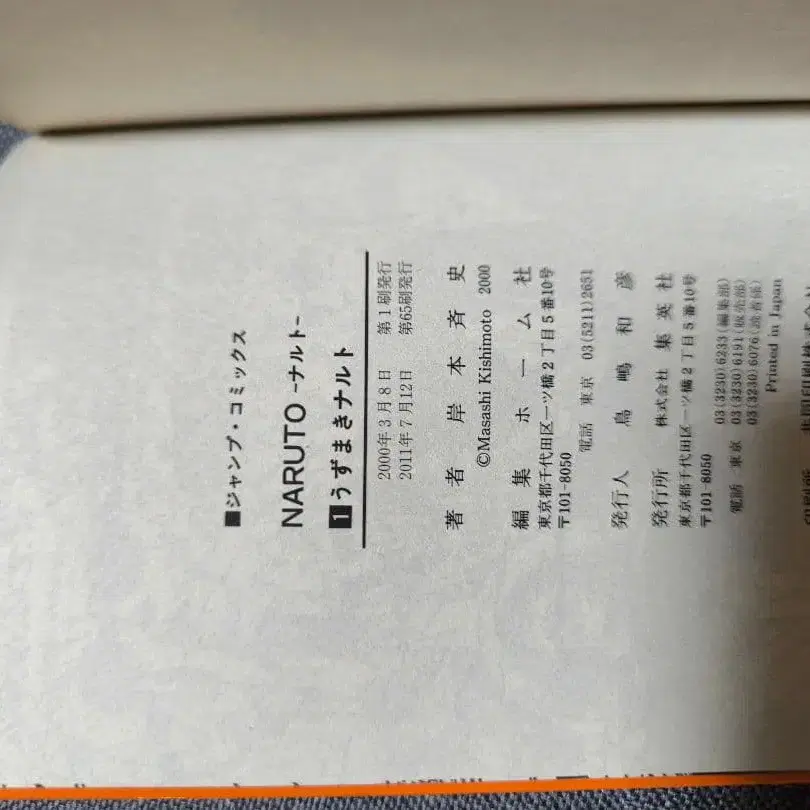 ■ジャンプ・コミックス
NARUTO -ナルト-
1 うずまきナルト
2000年3月8日 第1刷発行
2011年7月12日 第65刷発行
著者 岸本斉史
©Masashi Kishimoto 2000
編集 ホーム社
東京都千代田区一ツ橋2丁目5番10号
〒101-8050
電話 東京 03(5211)2651
発行人 鳥嶋和彦
発行所 株式会社 集英社
東京都千代田区一ツ橋2丁目5番10号
〒101-8050
03(3230)6233(編集部)
電話 東京 03(3230)6191(販売部)
03(3230)6076(読者係)
Printed in Japan
共同印刷株式会社